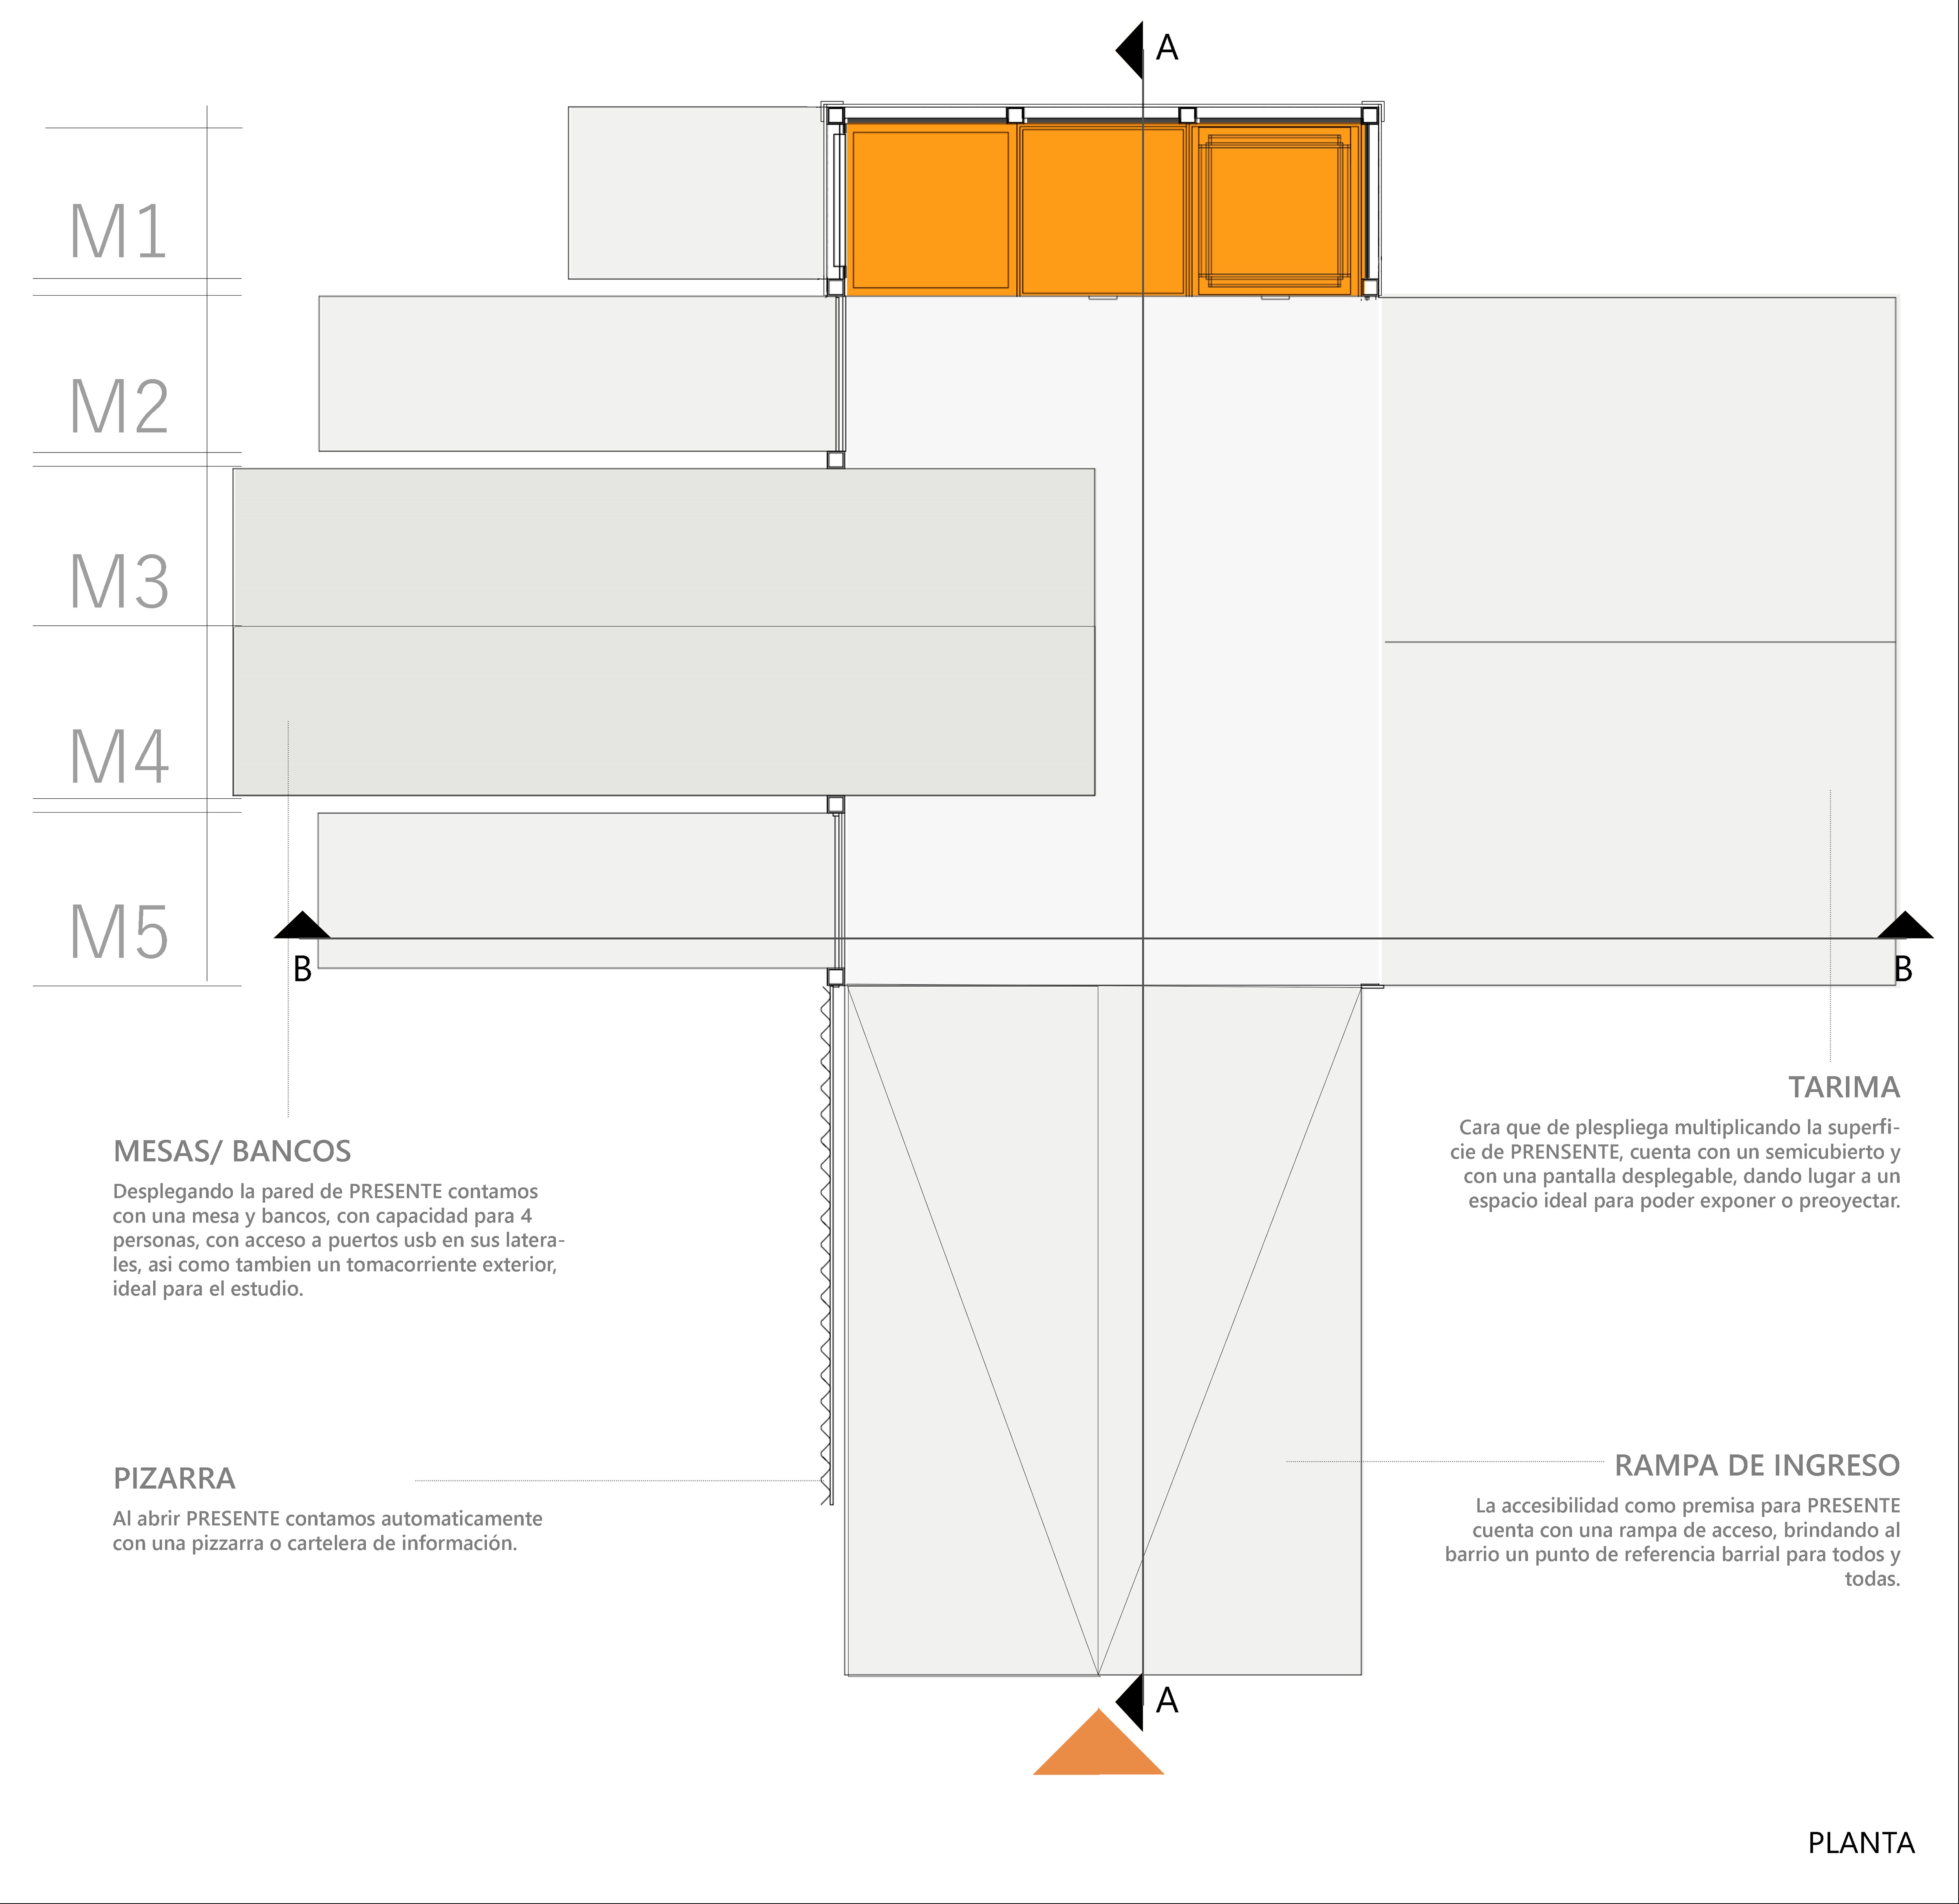 A
M1
M2
M3
M4
M5
B
B
MESAS/ BANCOS
Desplegando la pared de PRESENTE contamos
con una mesa y bancos, con capacidad para 4
personas, con acceso a puertos usb en sus latera-
les, asi como tambien un tomacorriente exterior,
ideal para el estudio.
TARIMA
Cara que de plespliega multiplicando la superfi-
cie de PRENSENTE, cuenta con un semicubierto y
con una pantalla desplegable, dando lugar a un
espacio ideal para poder exponer o preoyectar.
PIZARRA
Al abrir PRESENTE contamos automaticamente
con una pizzarra o cartelera de información.
RAMPA DE INGRESO
La accesibilidad como premisa para PRESENTE
cuenta con una rampa de acceso, brindando al
barrio un punto de referencia barrial para todos y
todas.
A
PLANTA